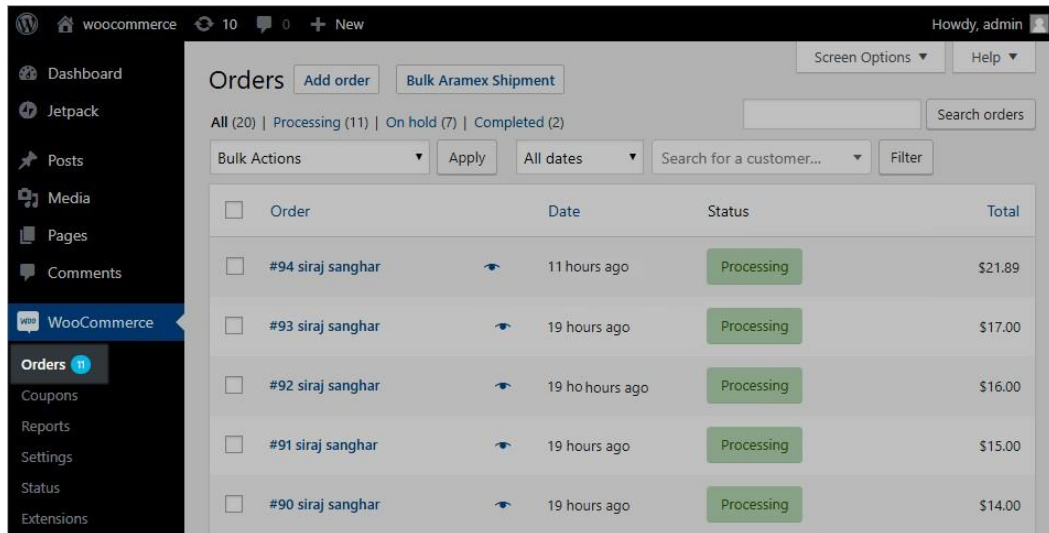 woocommerce 10 0 + New Howdy, admin
Dashboard
Jetpack
Posts
Media
Pages
Comments
WOO WooCommerce
Orders 11
Coupons
Reports
Settings
Status
Extensions
Screen Options ▼ Help ▼
Orders Add order Bulk Aramex Shipment
All (20) | Processing (11) | On hold (7) | Completed (2) Search orders
Bulk Actions ▼ Apply All dates ▼ Search for a customer... ▼ Filter
Order Date Status Total
#94 siraj sanghar 11 hours ago Processing $21.89
#93 siraj sanghar 19 hours ago Processing $17.00
#92 siraj sanghar 19 ho hours ago Processing $16.00
#91 siraj sanghar 19 hours ago Processing $15.00
#90 siraj sanghar 19 hours ago Processing $14.00